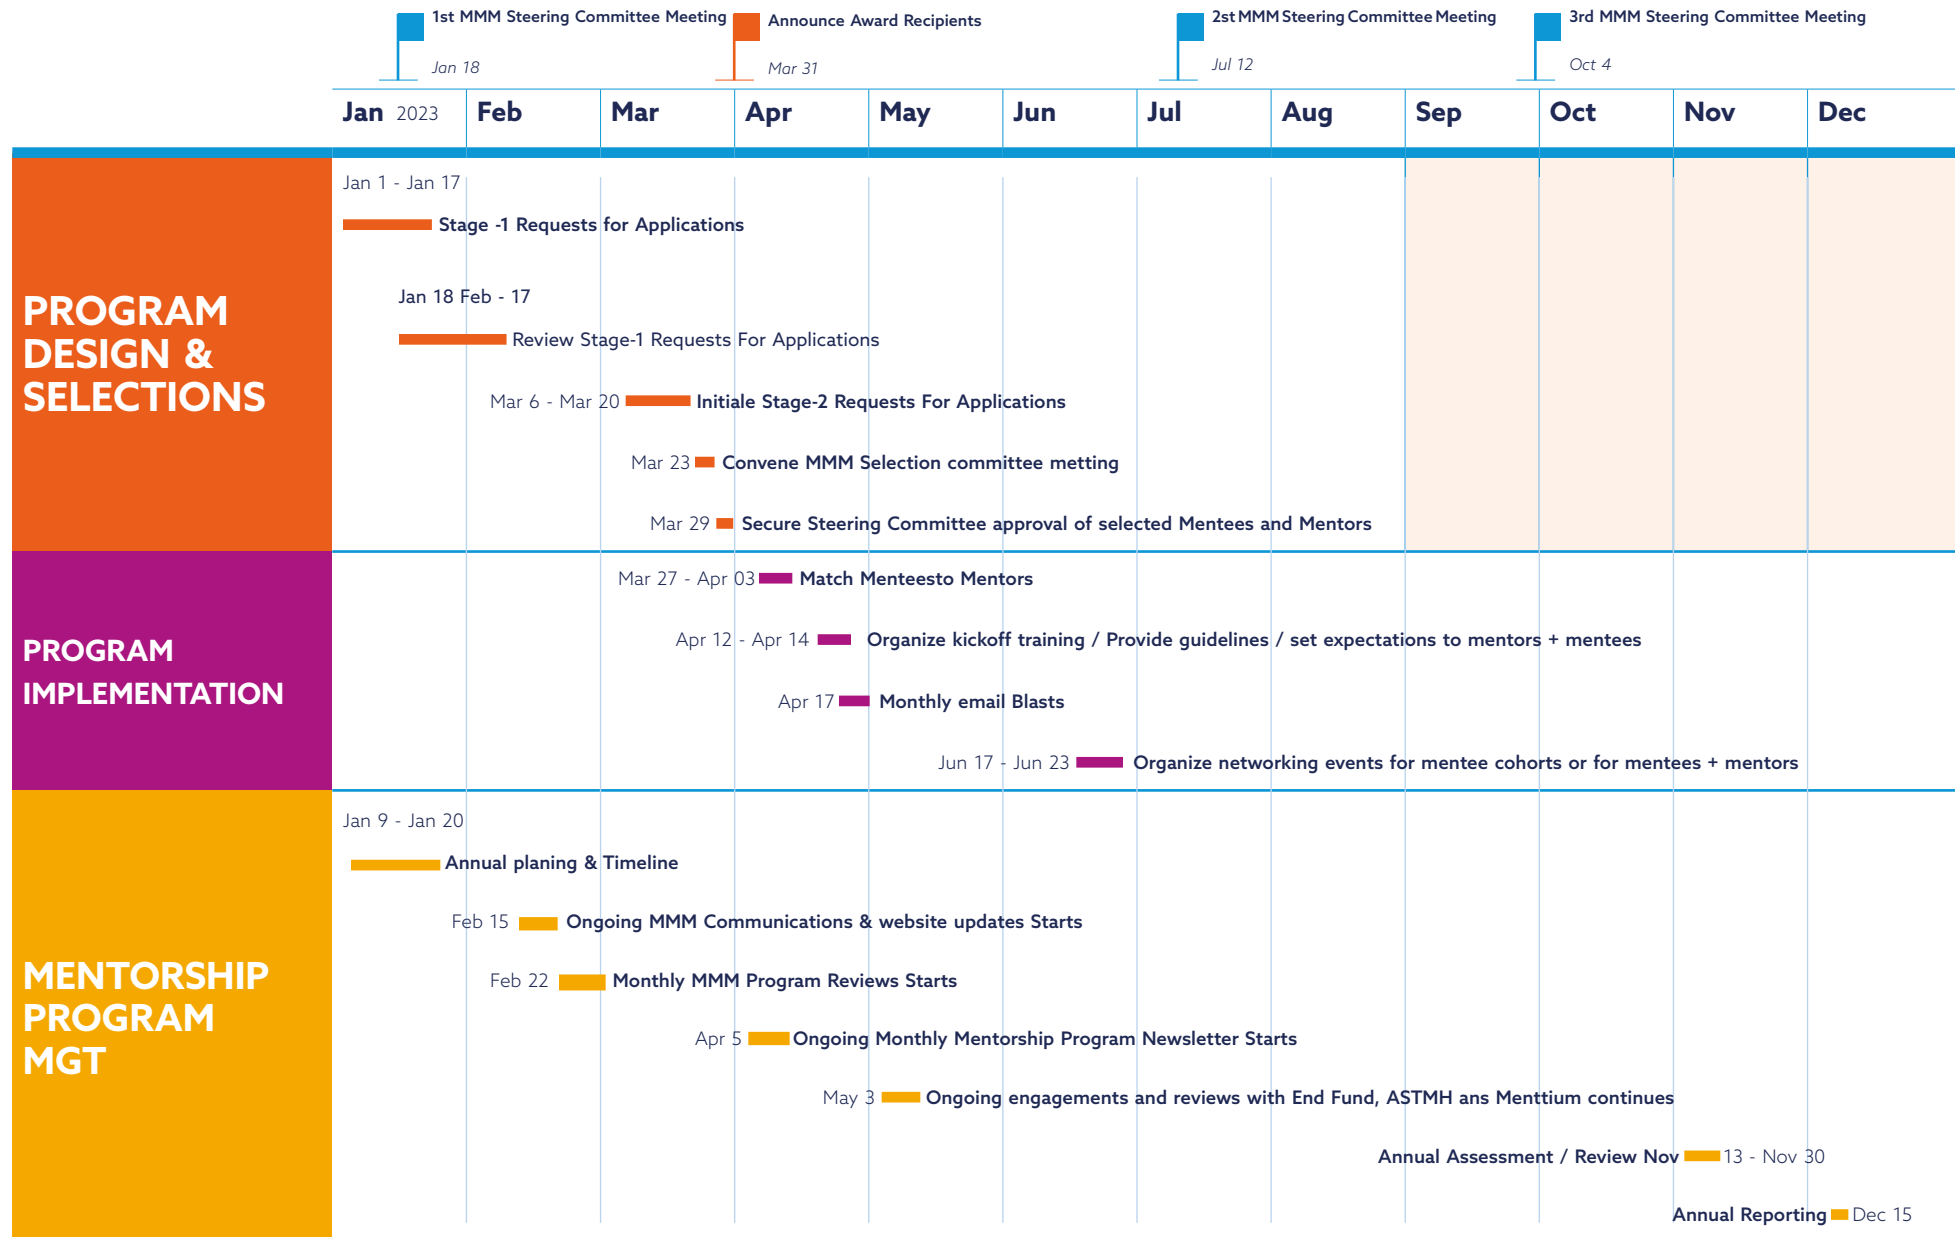 1st MMM Steering Committee Meeting
Jan 18
Announce Award Recipients
Mar 31
2st MMM Steering Committee Meeting
Jul 12
3rd MMM Steering Committee Meeting
Oct 4
Jan 2023 Feb Mar Apr May Jun Jul Aug Sep Oct Nov Dec
PROGRAM
DESIGN &
SELECTIONS
Jan 1 - Jan 17
Stage -1 Requests for Applications
Jan 18 Feb - 17
Review Stage-1 Requests For Applications
Mar 6 - Mar 20 Initiale Stage-2 Requests For Applications
Mar 23 Convene MMM Selection committee metting
Mar 29 Secure Steering Committee approval of selected Mentees and Mentors
PROGRAM
IMPLEMENTATION
Mar 27 - Apr 03 Match Menteesto Mentors
Apr 12 - Apr 14 Organize kickoff training / Provide guidelines / set expectations to mentors + mentees
Apr 17 Monthly email Blasts
Jun 17 - Jun 23 Organize networking events for mentee cohorts or for mentees + mentors
MENTORSHIP
PROGRAM
MGT
Jan 9 - Jan 20
Annual planing & Timeline
Feb 15 Ongoing MMM Communications & website updates Starts
Feb 22 Monthly MMM Program Reviews Starts
Apr 5 Ongoing Monthly Mentorship Program Newsletter Starts
May 3 Ongoing engagements and reviews with End Fund, ASTMH ans Menttium continues
Annual Assessment / Review Nov 13 - Nov 30
Annual Reporting Dec 15